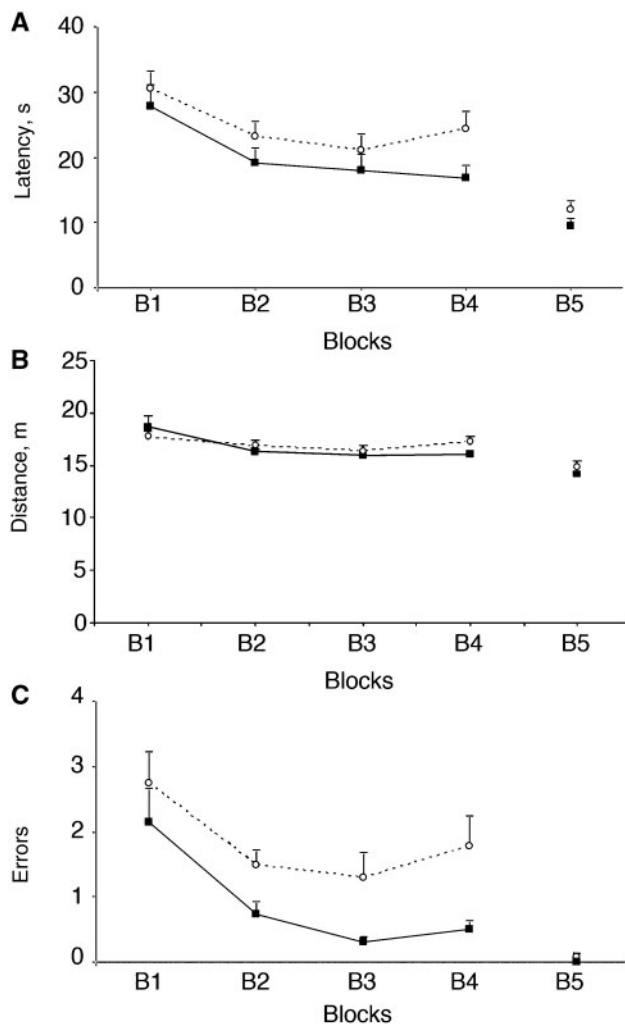 A
40
30
20
10
0
Latency, s
B1 B2 B3 B4 B5
Blocks
B
25
20
15
10
5
0
Distance, m
B1 B2 B3 B4 B5
Blocks
C
4
3
2
1
0
Errors
B1 B2 B3 B4 B5
Blocks